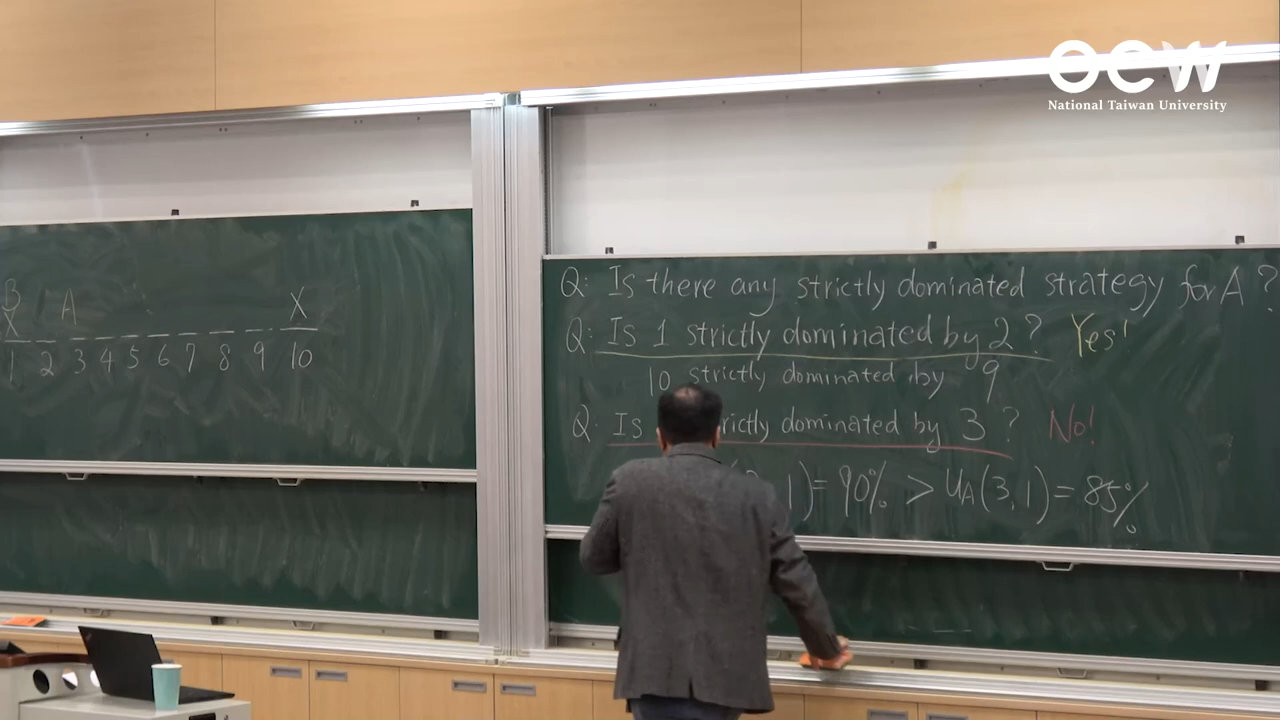 OCW
National Taiwan University
B A X
X
1 2 3 4 5 6 7 8 9 10
Q: Is there any strictly dominated strategy for A?
Q: Is 1 strictly dominated by 2? Yes!
10 strictly dominated by 9
Q: Is rictly dominated by 3? No!
1) = 90% > UA(3,1) = 85%